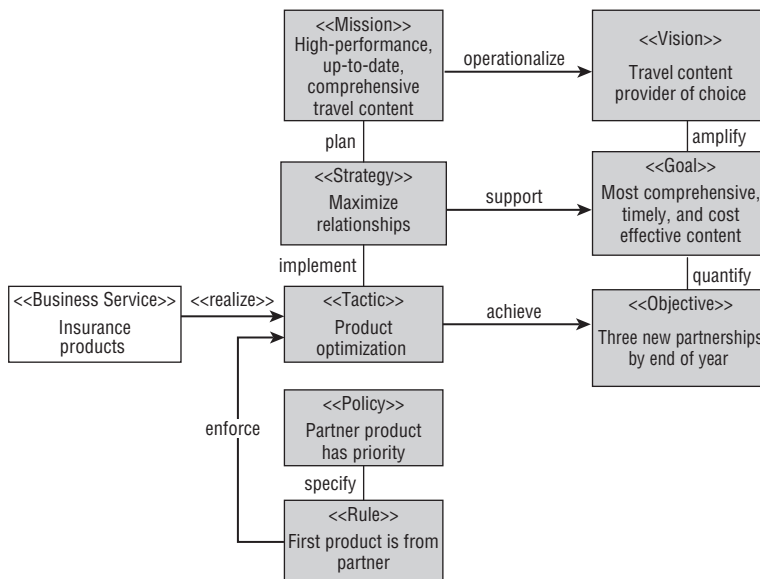 <<Mission>>
High-performance,
up-to-date,
comprehensive
travel content
operationalize
<<Vision>>
Travel content
provider of choice
plan
amplify
<<Strategy>>
Maximize
relationships
support
<<Goal>>
Most comprehensive,
timely, and cost
effective content
implement
quantify
<<Business Service>>
Insurance
products
<<realize>>
<<Tactic>>
Product
optimization
achieve
<<Objective>>
Three new partnerships
by end of year
enforce
<<Policy>>
Partner product
has priority
specify
<<Rule>>
First product is from
partner